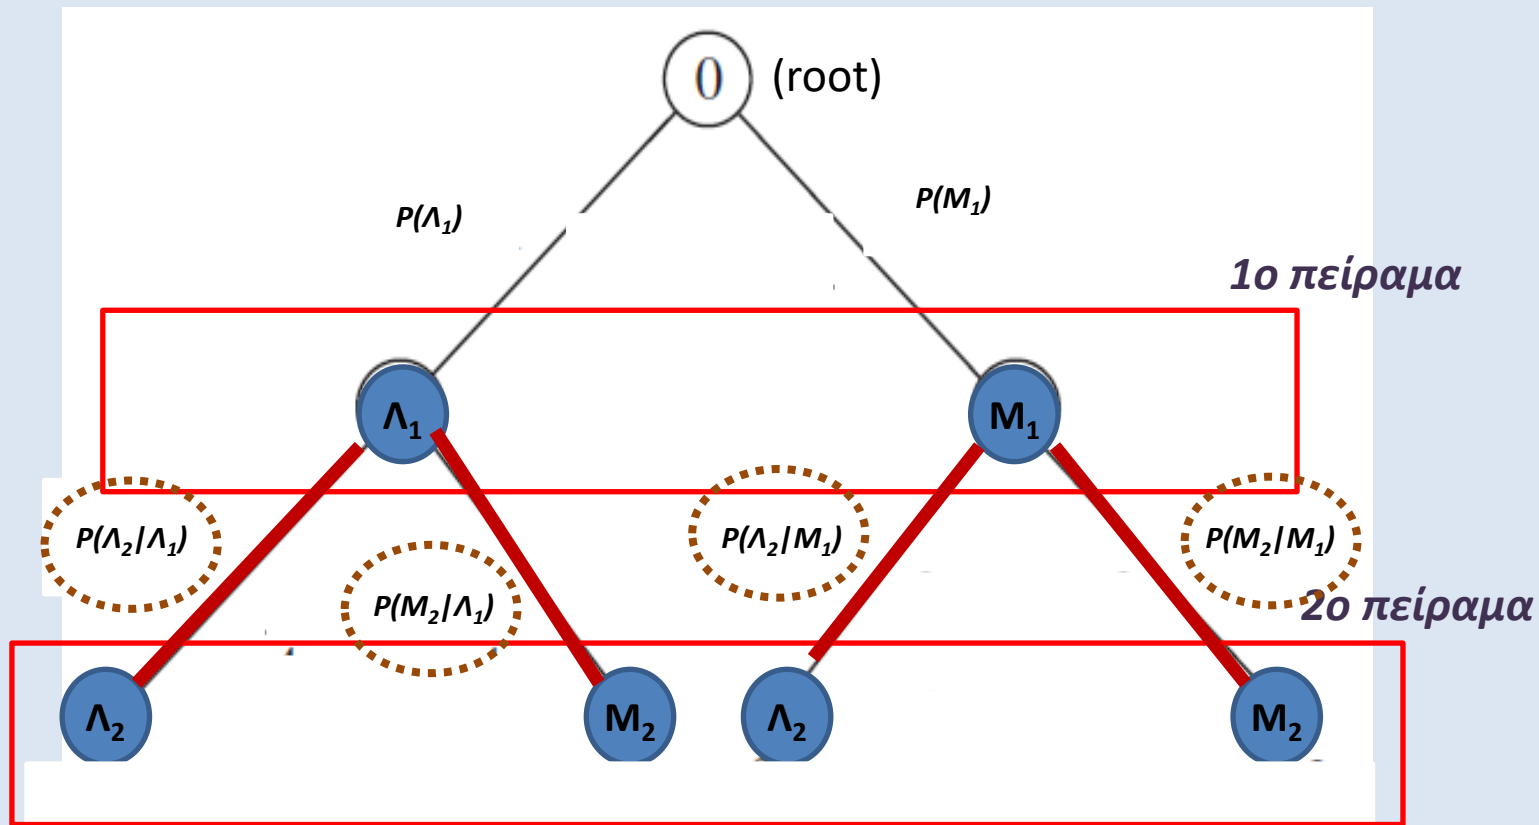 0 (root)
P(Λ₁)
P(M₁)
1ο πείραμα
Λ₁
M₁
P(Λ₂|Λ₁)
P(M₂|Λ₁)
P(Λ₂|M₁)
P(M₂|M₁)
2ο πείραμα
Λ₂
M₂
Λ₂
M₂